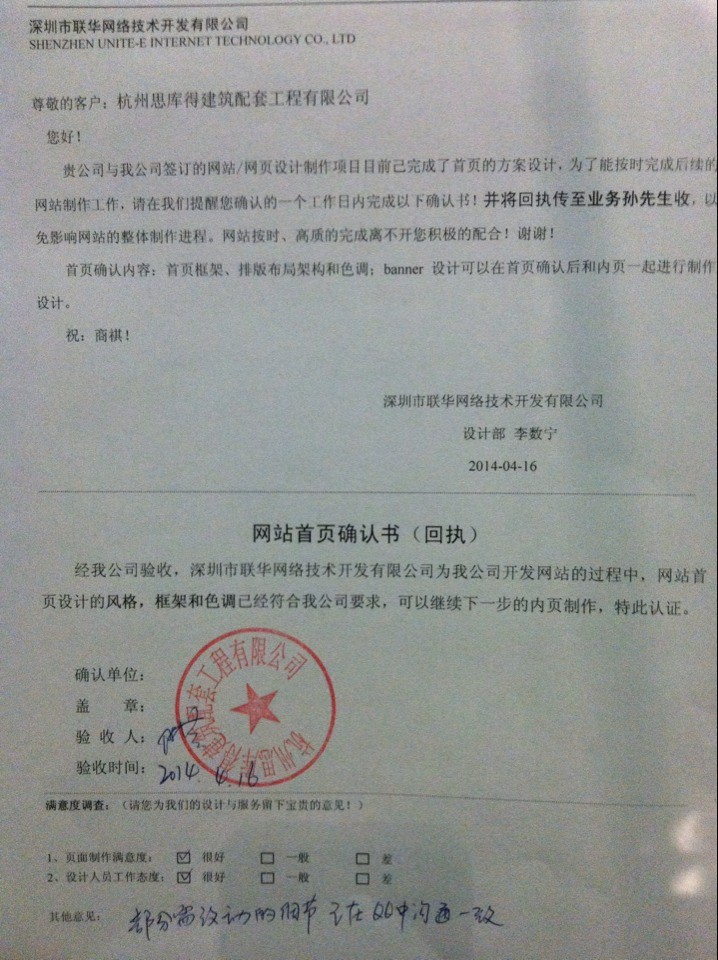 深圳市联华网络技术开发有限公司
SHENZHEN UNITE-E INTERNET TECHNOLOGY CO., LTD
尊敬的客户：杭州思库得建筑配套工程有限公司
您好！
贵公司与我公司签订的网站/网页设计制作项目目前己完成了首页的方案设计，为了能按时完成后续的
网站制作工作，请在我们提醒您确认的一个工作日内完成以下确认书！并将回执传至业务孙先生收，以
免影响网站的整体制作进程。网站按时、高质的完成离不开您积极的配合！谢谢！
首页确认内容：首页框架、排版布局架构和色调；banner 设计可以在首页确认后和内页一起进行制作
设计。
祝：商祺！
深圳市联华网络技术开发有限公司
设计部 李数宁
2014-04-16
网站首页确认书（回执）
经我公司验收，深圳市联华网络技术开发有限公司为我公司开发网站的过程中，网站首
页设计的风格，框架和色调已经符合我公司要求，可以继续下一步的内页制作，特此认证。
确认单位：
盖 章：
杭州思库得建筑配套工程有限公司
验 收 人：
验收时间：2014.4.16
满意度调查：（请您为我们的设计与服务留下宝贵的意见！）
1、页面制作满意度： ☑ 很好 □ 一般 □ 差
2、设计人员工作态度： ☑ 很好 □ 一般 □ 差
其他意见： 部分需改动的细节 已在QQ中沟通一致